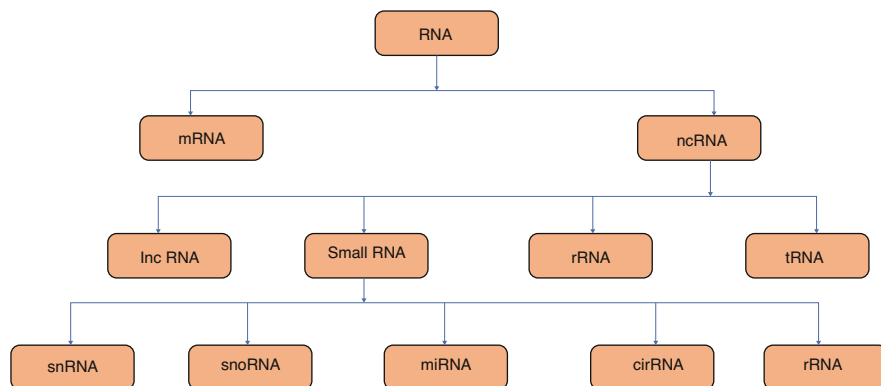 RNA
mRNA
ncRNA
lnc RNA
Small RNA
rRNA
tRNA
snRNA
snoRNA
miRNA
cirRNA
rRNA